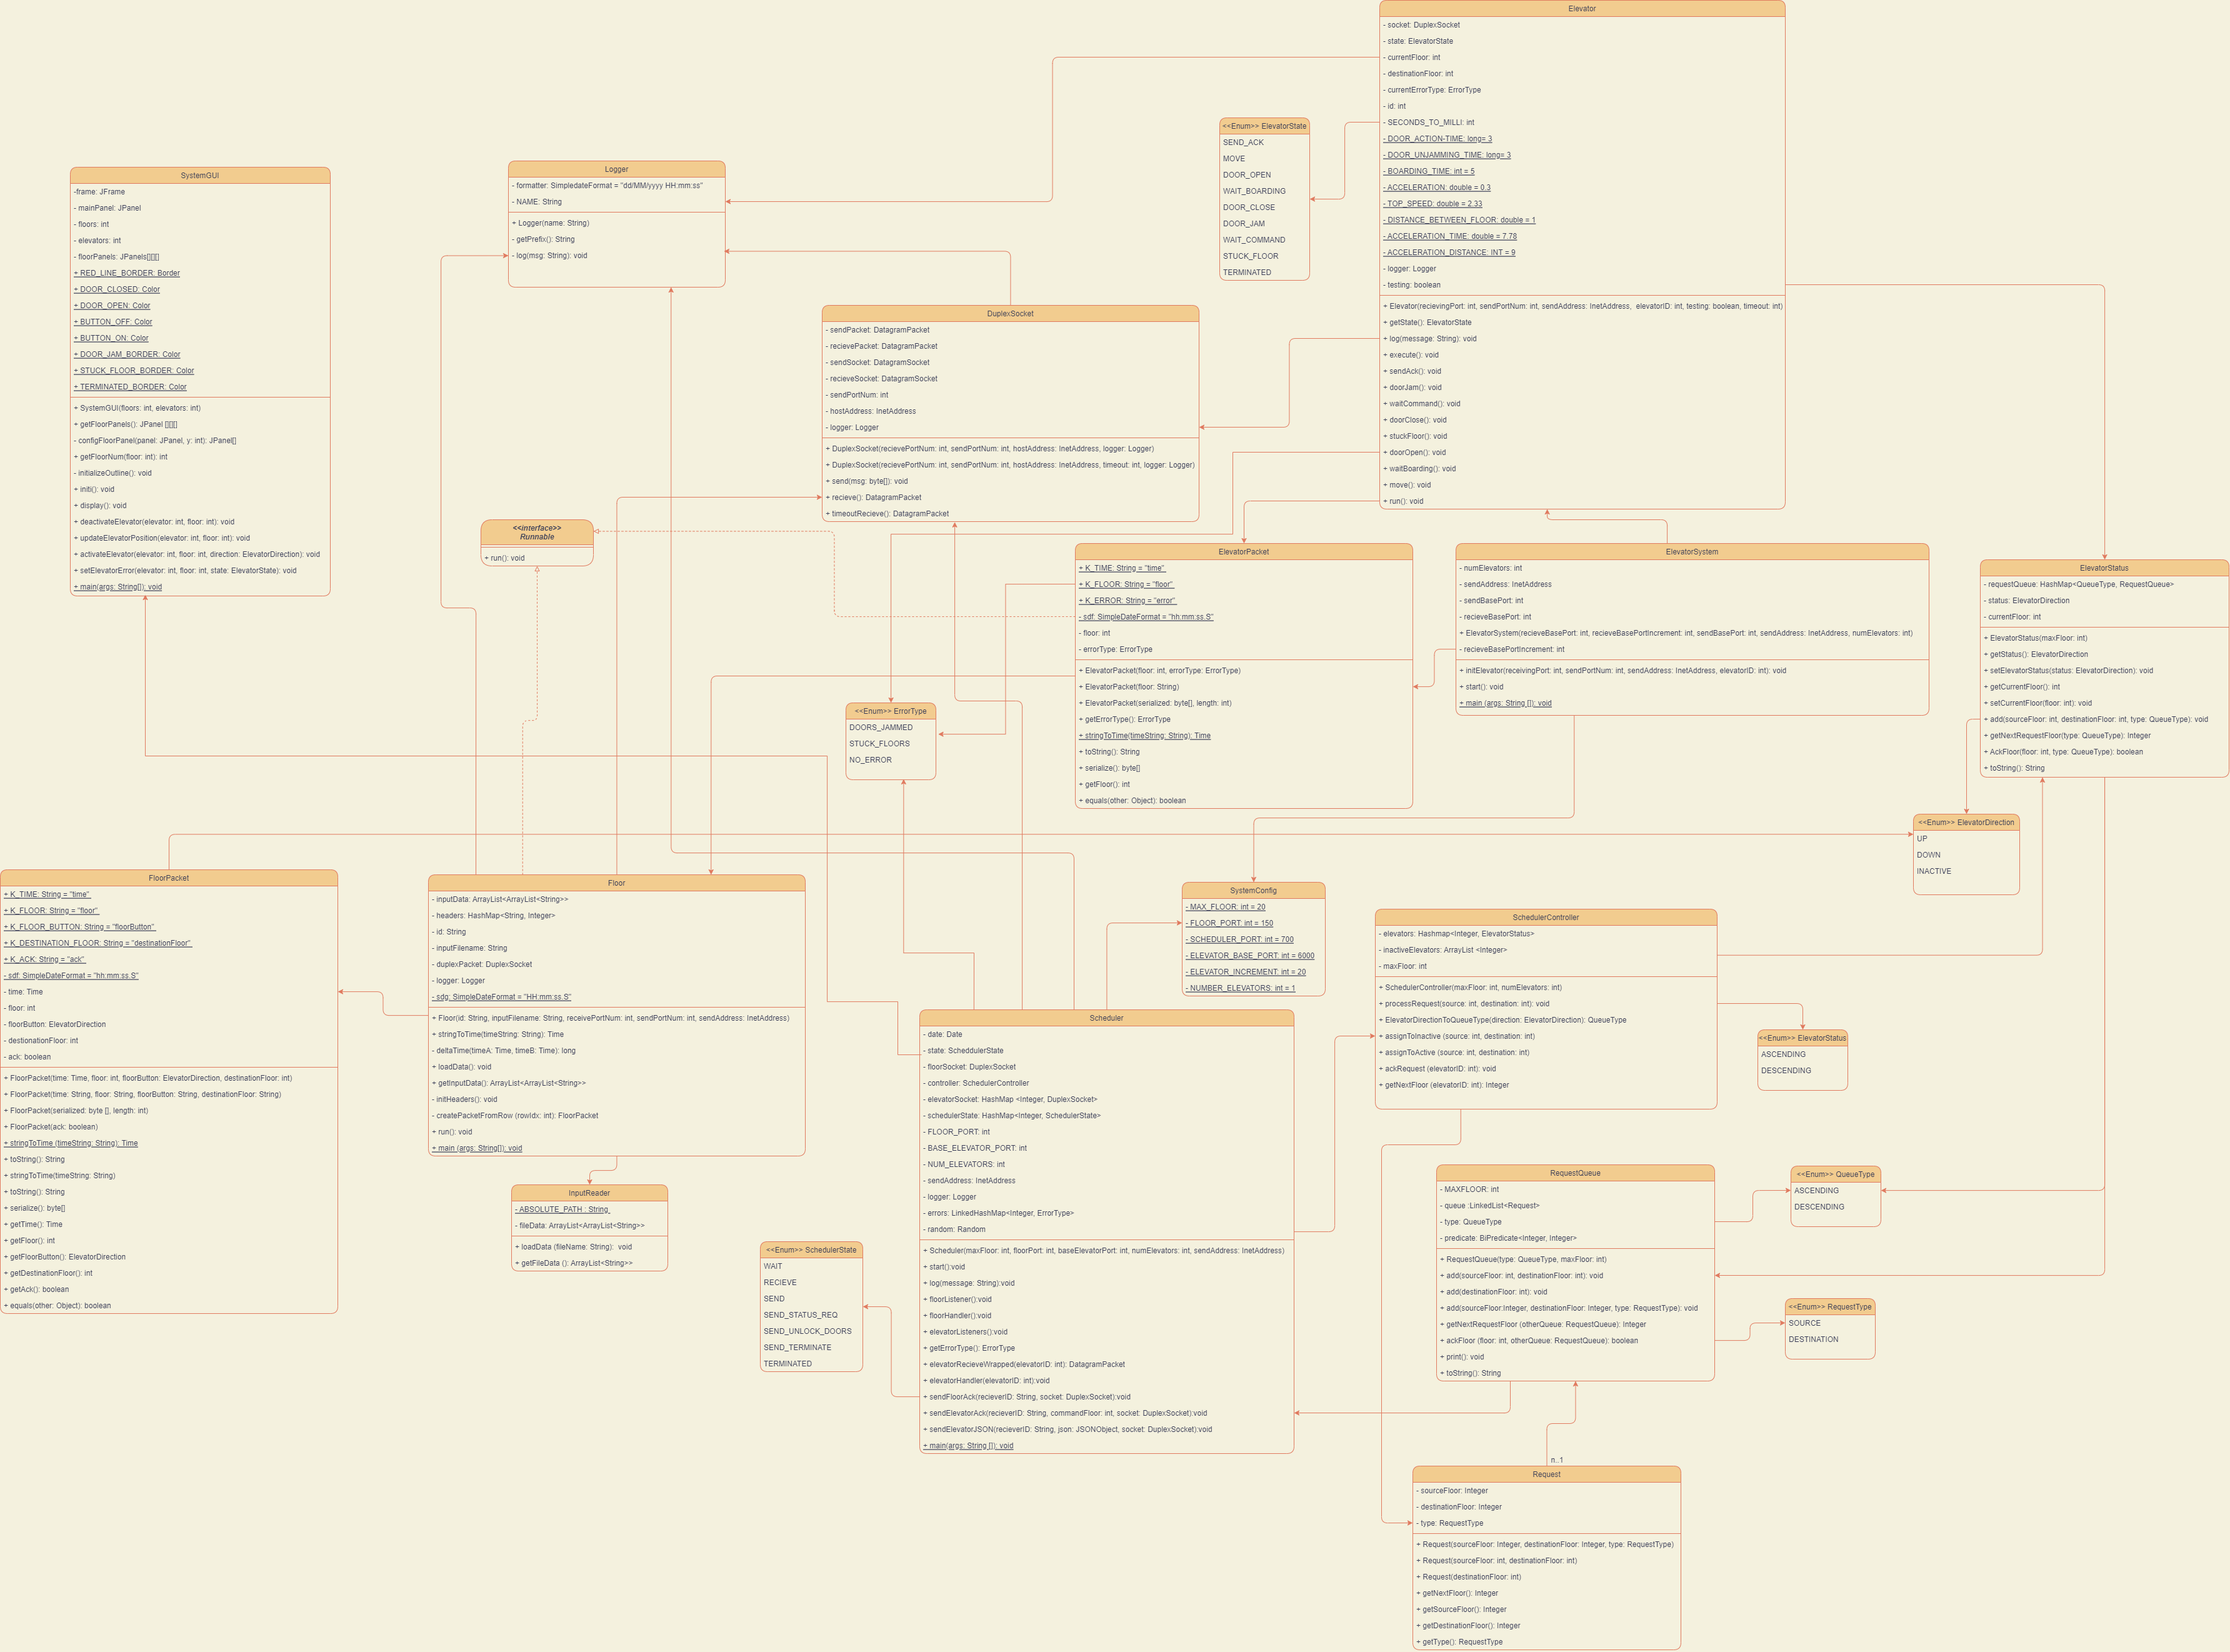 Elevator
- socket: DuplexSocket
- state: ElevatorState
- currentFloor: int
- destinationFloor: int
- currentErrorType: ErrorType
- id: int
- SECONDS_TO_MILLI: int
- DOOR_ACTION-TIME: long= 3
- DOOR_UNJAMMING_TIME: long= 3
- BOARDING_TIME: int = 5
- ACCELERATION: double = 0.3
- TOP_SPEED: double = 2.33
- DISTANCE_BETWEEN_FLOOR: double = 1
- ACCELERATION_TIME: double = 7.78
- ACCELERATION_DISTANCE: INT = 9
- logger: Logger
- testing: boolean
+ Elevator(recievingPort: int, sendPortNum: int, sendAddress: InetAddress, elevatorID: int, testing: boolean, timeout: int)
+ getState(): ElevatorState
+ log(message: String): void
+ execute(): void
+ sendAck(): void
+ doorJam(): void
+ waitCommand(): void
+ doorClose(): void
+ stuckFloor(): void
+ doorOpen(): void
+ waitBoarding(): void
+ move(): void
+ run(): void
<<Enum>> ElevatorState
SEND_ACK
MOVE
DOOR_OPEN
WAIT_BOARDING
DOOR_CLOSE
DOOR_JAM
WAIT_COMMAND
STUCK_FLOOR
TERMINATED
Logger
- formatter: SimpledateFormat = "dd/MM/yyyy HH:mm:ss"
- NAME: String
+ Logger(name: String)
- getPrefix(): String
- log(msg: String): void
SystemGUI
-frame: JFrame
- mainPanel: JPanel
- floors: int
- elevators: int
- floorPanels: JPanels[][][]
+ RED_LINE_BORDER: Border
+ DOOR_CLOSED: Color
+ DOOR_OPEN: Color
+ BUTTON_OFF: Color
+ BUTTON_ON: Color
+ DOOR_JAM_BORDER: Color
+ STUCK_FLOOR_BORDER: Color
+ TERMINATED_BORDER: Color
+ SystemGUI(floors: int, elevators: int)
+ getFloorPanels(): JPanel [][][]
- configFloorPanel(panel: JPanel, y: int): JPanel[]
+ getFloorNum(floor: int): int
- initializeOutline(): void
+ initi(): void
+ display(): void
+ deactivateElevator(elevator: int, floor: int): void
+ updateElevatorPosition(elevator: int, floor: int): void
+ activateElevator(elevator: int, floor: int, direction: ElevatorDirection): void
+ setElevatorError(elevator: int, floor: int, state: ElevatorState): void
+ main(args: String[]): void
DuplexSocket
- sendPacket: DatagramPacket
- recievePacket: DatagramPacket
- sendSocket: DatagramSocket
- recieveSocket: DatagramSocket
- sendPortNum: int
- hostAddress: InetAddress
- logger: Logger
+ DuplexSocket(recievePortNum: int, sendPortNum: int, hostAddress: InetAddress, logger: Logger)
+ DuplexSocket(recievePortNum: int, sendPortNum: int, hostAddress: InetAddress, timeout: int, logger: Logger)
+ send(msg: byte[]): void
+ recieve(): DatagramPacket
+ timeoutRecieve(): DatagramPacket
<<interface>>
Runnable
+ run(): void
ElevatorPacket
+ K_TIME: String = "time"
+ K_FLOOR: String = "floor"
+ K_ERROR: String = "error"
- sdf: SimpleDateFormat = "hh:mm:ss.S"
- floor: int
- errorType: ErrorType
+ ElevatorPacket(floor: int, errorType: ErrorType)
+ ElevatorPacket(floor: String)
+ ElevatorPacket(serialized: byte[], length: int)
+ getErrorType(): ErrorType
+ stringToTime(timeString: String): Time
+ toString(): String
+ serialize(): byte[]
+ getFloor(): int
+ equals(other: Object): boolean
ElevatorSystem
- numElevators: int
- sendAddress: InetAddress
- sendBasePort: int
- recieveBasePort: int
+ ElevatorSystem(recieveBasePort: int, recieveBasePortIncrement: int, sendBasePort: int, sendAddress: InetAddress, numElevators: int)
- recieveBasePortIncrement: int
+ initElevator(receivingPort: int, sendPortNum: int, sendAddress: InetAddress, elevatorID: int): void
+ start(): void
+ main (args: String []): void
ElevatorStatus
- requestQueue: HashMap<QueueType, RequestQueue>
- status: ElevatorDirection
- currentFloor: int
+ ElevatorStatus(maxFloor: int)
+ getStatus(): ElevatorDirection
+ setElevatorStatus(status: ElevatorDirection): void
+ getCurrentFloor(): int
+ setCurrentFloor(floor: int): void
+ add(sourceFloor: int, destinationFloor: int, type: QueueType): void
+ getNextRequestFloor(type: QueueType): Integer
+ AckFloor(floor: int, type: QueueType): boolean
+ toString(): String
<<Enum>> ErrorType
DOORS_JAMMED
STUCK_FLOORS
NO_ERROR
<<Enum>> ElevatorDirection
UP
DOWN
INACTIVE
FloorPacket
+ K_TIME: String = "time"
+ K_FLOOR: String = "floor"
+ K_FLOOR_BUTTON: String = "floorButton"
+ K_DESTINATION_FLOOR: String = "destinationFloor"
+ K_ACK: String = "ack"
- sdf: SimpleDateFormat = "hh:mm:ss.S"
- time: Time
- floor: int
- floorButton: ElevatorDirection
- destionationFloor: int
- ack: boolean
+ FloorPacket(time: Time, floor: int, floorButton: ElevatorDirection, destinationFloor: int)
+ FloorPacket(time: String, floor: String, floorButton: String, destinationFloor: String)
+ FloorPacket(serialized: byte [], length: int)
+ FloorPacket(ack: boolean)
+ stringToTime (timeString: String): Time
+ toString(): String
+ stringToTime(timeString: String)
+ toString(): String
+ serialize(): byte[]
+ getTime(): Time
+ getFloor(): int
+ getFloorButton(): ElevatorDirection
+ getDestinationFloor(): int
+ getAck(): boolean
+ equals(other: Object): boolean
Floor
- inputData: ArrayList<ArrayList<String>>
- headers: HashMap<String, Integer>
- id: String
- inputFilename: String
- duplexPacket: DuplexSocket
- logger: Logger
- sdg: SimpleDateFormat = "HH:mm:ss.S"
+ Floor(id: String, inputFilename: String, receivePortNum: int, sendPortNum: int, sendAddress: InetAddress)
+ stringToTime(timeString: String): Time
- deltaTime(timeA: Time, timeB: Time): long
+ loadData(): void
+ getInputData(): ArrayList<ArrayList<String>>
- initHeaders(): void
- createPacketFromRow (rowIdx: int): FloorPacket
+ run(): void
+ main (args: String[]): void
InputReader
- ABSOLUTE_PATH : String
- fileData: ArrayList<ArrayList<String>>
+ loadData (fileName: String): void
+ getFileData (): ArrayList<String>>
SystemConfig
- MAX_FLOOR: int = 20
- FLOOR_PORT: int = 150
- SCHEDULER_PORT: int = 700
- ELEVATOR_BASE_PORT: int = 6000
- ELEVATOR_INCREMENT: int = 20
- NUMBER_ELEVATORS: int = 1
SchedulerController
- elevators: Hashmap<Integer, ElevatorStatus>
- inactiveElevators: ArrayList <Integer>
- maxFloor: int
+ SchedulerController(maxFloor: int, numElevators: int)
+ processRequest(source: int, destination: int): void
+ ElevatorDirectionToQueueType(direction: ElevatorDirection): QueueType
+ assignToInactive (source: int, destination: int)
+ assignToActive (source: int, destination: int)
+ ackRequest (elevatorID: int): void
+ getNextFloor (elevatorID: int): Integer
<<Enum>> ElevatorStatus
ASCENDING
DESCENDING
Scheduler
- date: Date
- state: ScheddulerState
- floorSocket: DuplexSocket
- controller: SchedulerController
- elevatorSocket: HashMap <Integer, DuplexSocket>
- schedulerState: HashMap <Integer, SchedulerState>
- FLOOR_PORT: int
- BASE_ELEVATOR_PORT: int
- NUM_ELEVATORS: int
- sendAddress: InetAddress
- logger: Logger
- errors: LinkedHashMap<Integer, ErrorType>
- random: Random
+ Scheduler(maxFloor: int, floorPort: int, baseElevatorPort: int, numElevators: int, sendAddress: InetAddress)
+ start():void
+ log(message: String):void
+ floorListener():void
+ floorHandler():void
+ elevatorListeners():void
+ getErrorType(): ErrorType
+ elevatorRecieveWrapped(elevatorID: int): DatagramPacket
+ elevatorHandler(elevatorID: int):void
+ sendFloorAck(recieverID: String, socket: DuplexSocket):void
+ sendElevatorAck(recieverID: String, commandFloor: int, socket: DuplexSocket):void
+ sendElevatorJSON(recieverID: String, json: JSONObject, socket: DuplexSocket):void
+ main(args: String []): void
<<Enum>> SchedulerState
WAIT
RECIEVE
SEND
SEND_STATUS_REQ
SEND_UNLOCK_DOORS
SEND_TERMINATE
TERMINATED
RequestQueue
- MAXFLOOR: int
- queue :LinkedList<Request>
- type: QueueType
- predicate: BiPredicate<Integer, Integer>
+ RequestQueue(type: QueueType, maxFloor: int)
+ add(sourceFloor: int, destinationFloor: int): void
+ add(destinationFloor: int): void
+ add(sourceFloor:Integer, destinationFloor: Integer, type: RequestType): void
+ getNextRequestFloor (otherQueue: RequestQueue): Integer
+ ackFloor (floor: int, otherQueue: RequestQueue): boolean
+ print(): void
+ toString(): String
<<Enum>> QueueType
ASCENDING
DESCENDING
<<Enum>> RequestType
SOURCE
DESTINATION
n..1
Request
- sourceFloor: Integer
- destinationFloor: Integer
- type: RequestType
+ Request(sourceFloor: Integer, destinationFloor: Integer, type: RequestType)
+ Request(sourceFloor: int, destinationFloor: int)
+ Request(destinationFloor: int)
+ getNextFloor(): Integer
+ getSourceFloor(): Integer
+ getDestinationFloor(): Integer
+ getType(): RequestType